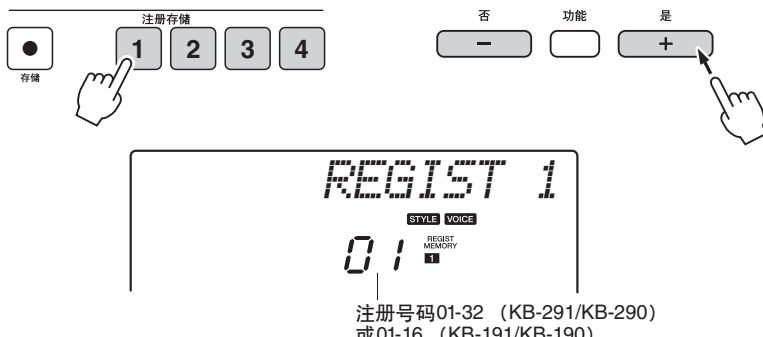 注册存储
1 2 3 4
存储
否 功能 是
− +
REGIST 1
STYLE VOICE
01 REGIST MEMORY 1
注册号码01-32 （KB-291/KB-290）
或01-16 （KB-191/KB-190）